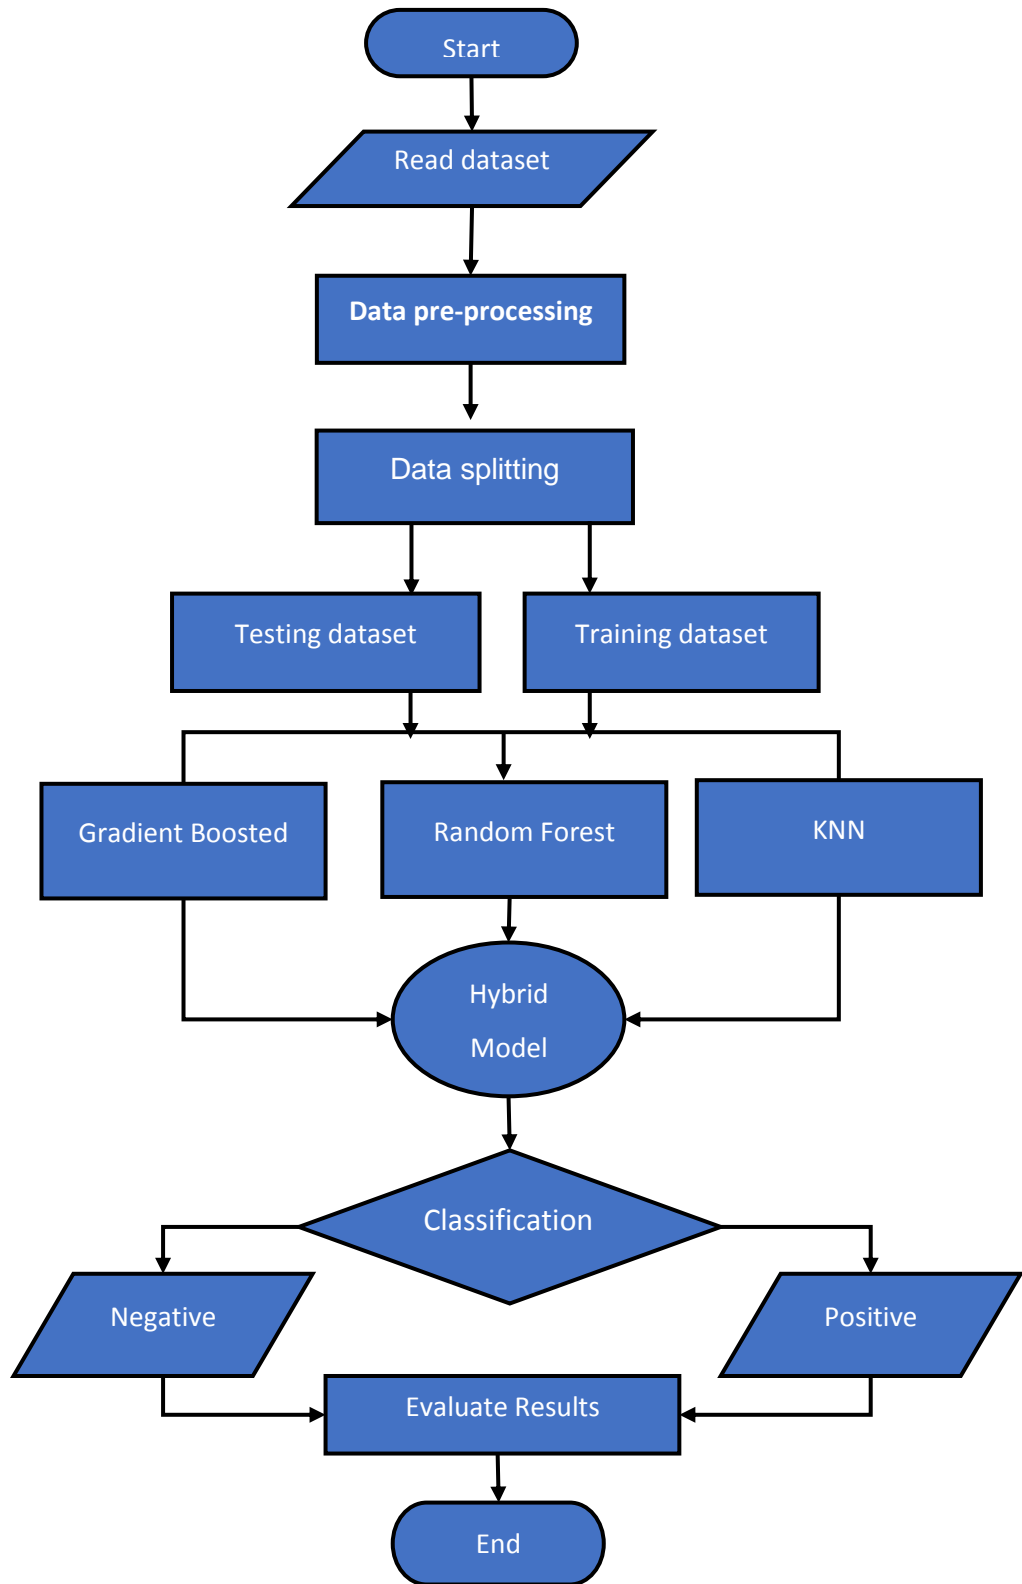 Start
Read dataset
Data pre-processing
Data splitting
Testing dataset
Training dataset
Gradient Boosted
Random Forest
KNN
Hybrid
Model
Classification
Negative
Positive
Evaluate Results
End